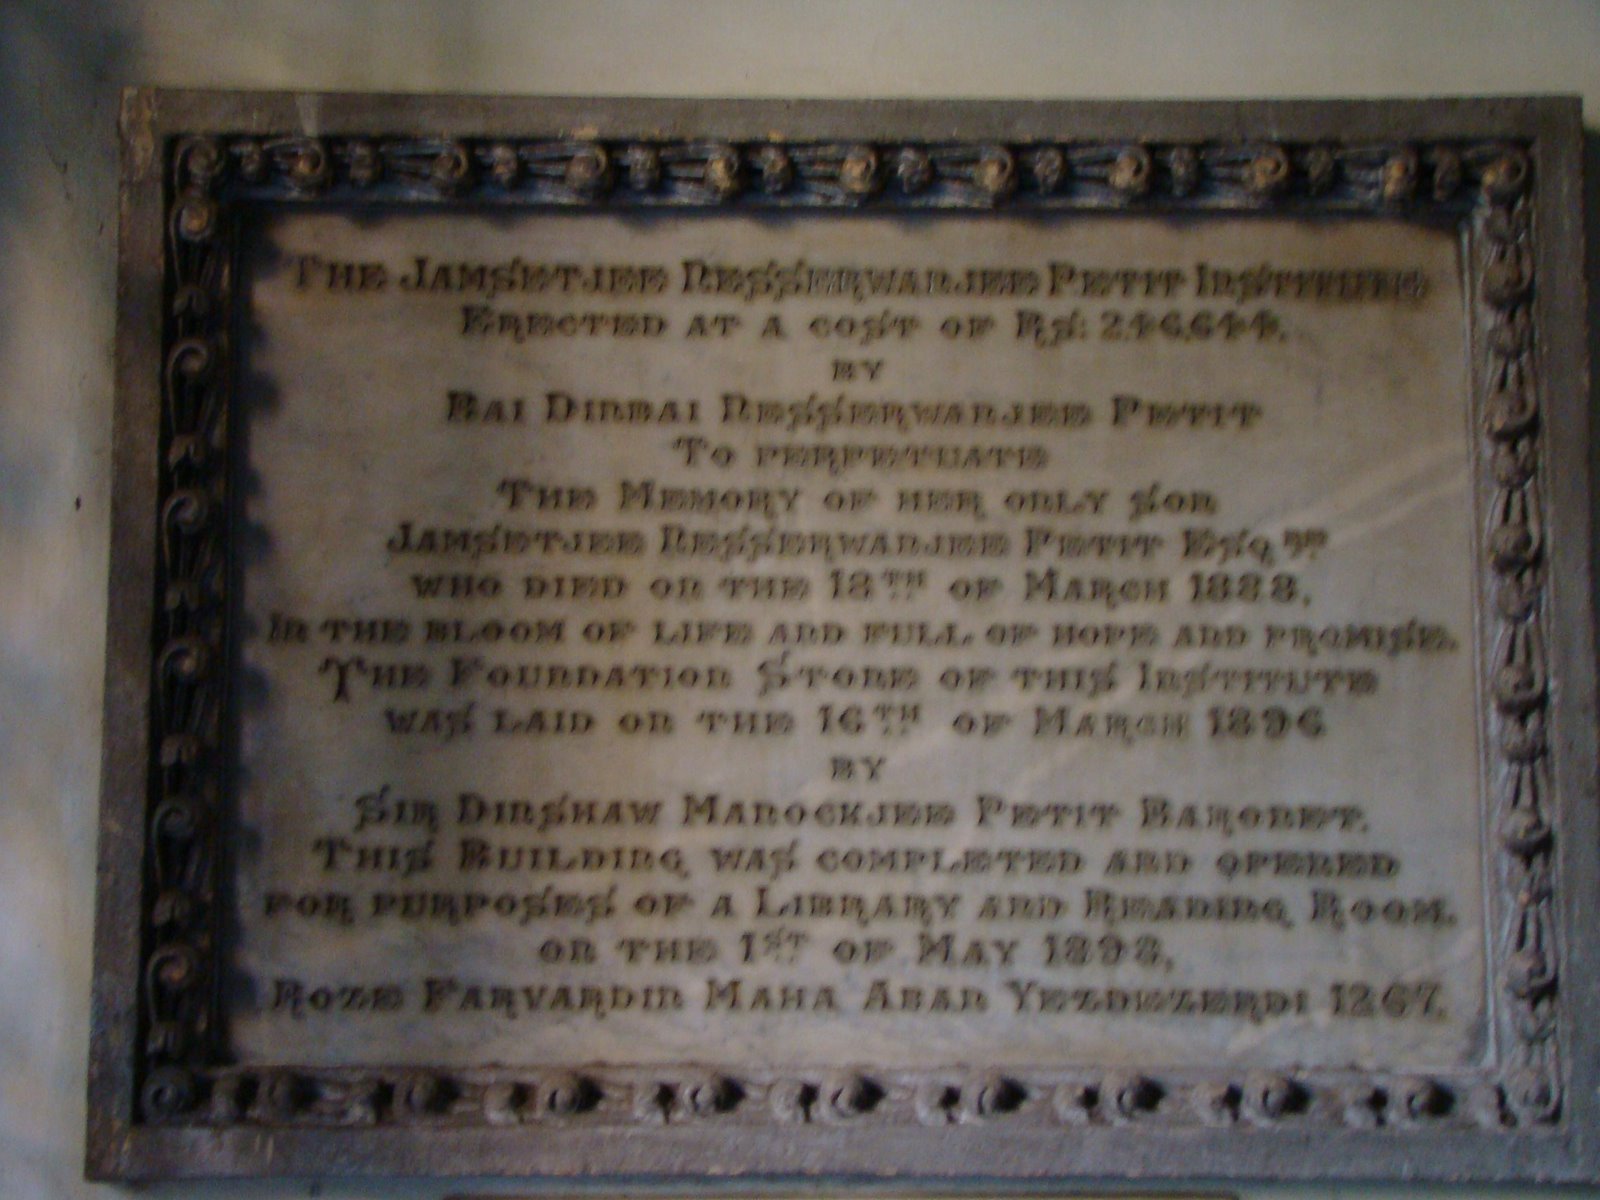 The Jamsetjee Nesserwanjee Petit Institute
Erected at a cost of Rs: 2,46,644.
by
Bai Dinbai Nesserwanjee Petit
To perpetuate
The Memory of her only son
Jamsetjee Nesserwanjee Petit Esq.re
who died on the 18th of March 1888,
In the bloom of life and full of hope and promise.
The Foundation Stone of this Institute
was laid on the 16th of March 1896
by
Sir Dinshaw Manockjee Petit Baronet.
This Building was completed and opened
for purposes of a Library and Reading Room.
on the 1st of May 1898,
Roze Farvardin Maha Aban Yezdezerdi 1267.